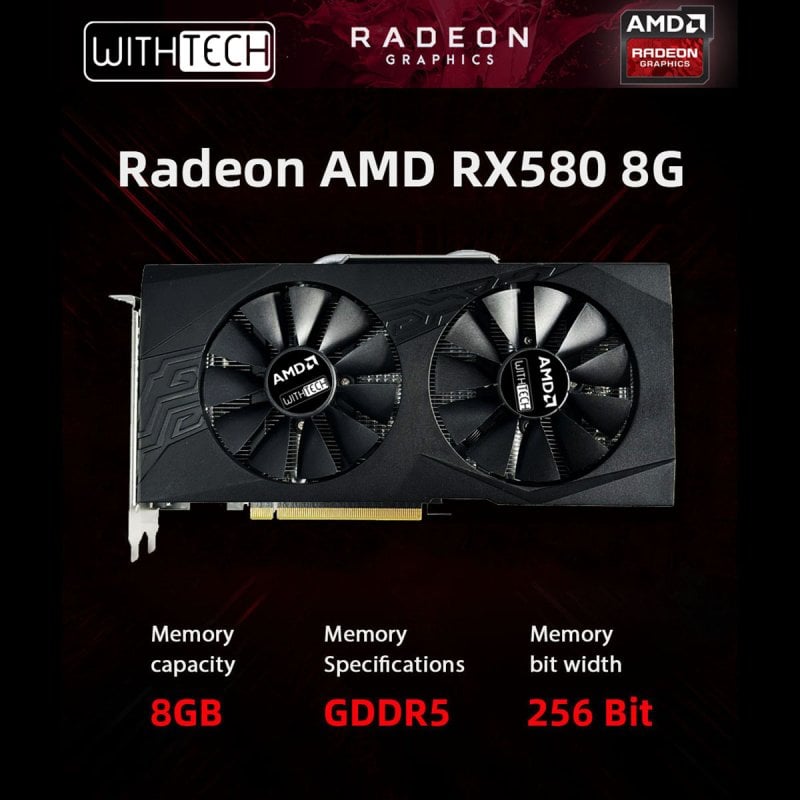 WITHTECH
RADEON
GRAPHICS
AMD
RADEON
GRAPHICS
Radeon AMD RX580 8G
AMD
WITHTECH
AMD
WITHTECH
Memory
capacity
8GB
Memory
Specifications
GDDR5
Memory
bit width
256 Bit